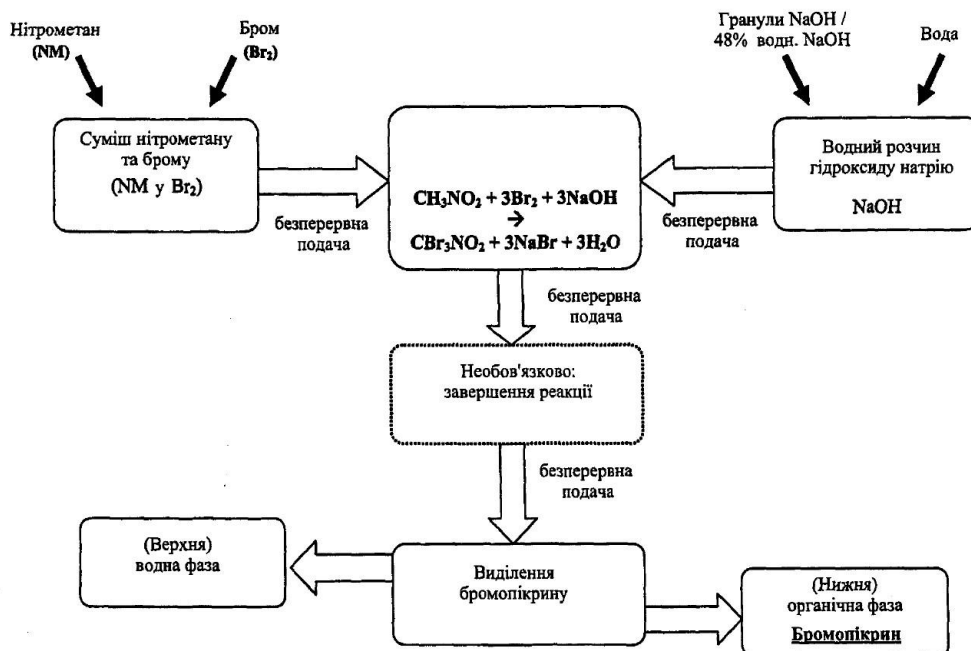 Нітрометан
(NM)
Бром
(Br₂)
Гранули NaOH /
48% водн. NaOH
Вода
Суміш нітрометану
та брому
(NM у Br₂)
безперервна
подача
CH₃NO₂ + 3Br₂ + 3NaOH
→
CBr₃NO₂ + 3NaBr + 3H₂O
безперервна
подача
Водний розчин
гідроксиду натрію
NaOH
безперервна
подача
Необов'язково:
завершення реакції
безперервна
подача
(Верхня)
водна фаза
Виділення
бромопікрину
(Нижня)
органічна фаза
Бромопікрин